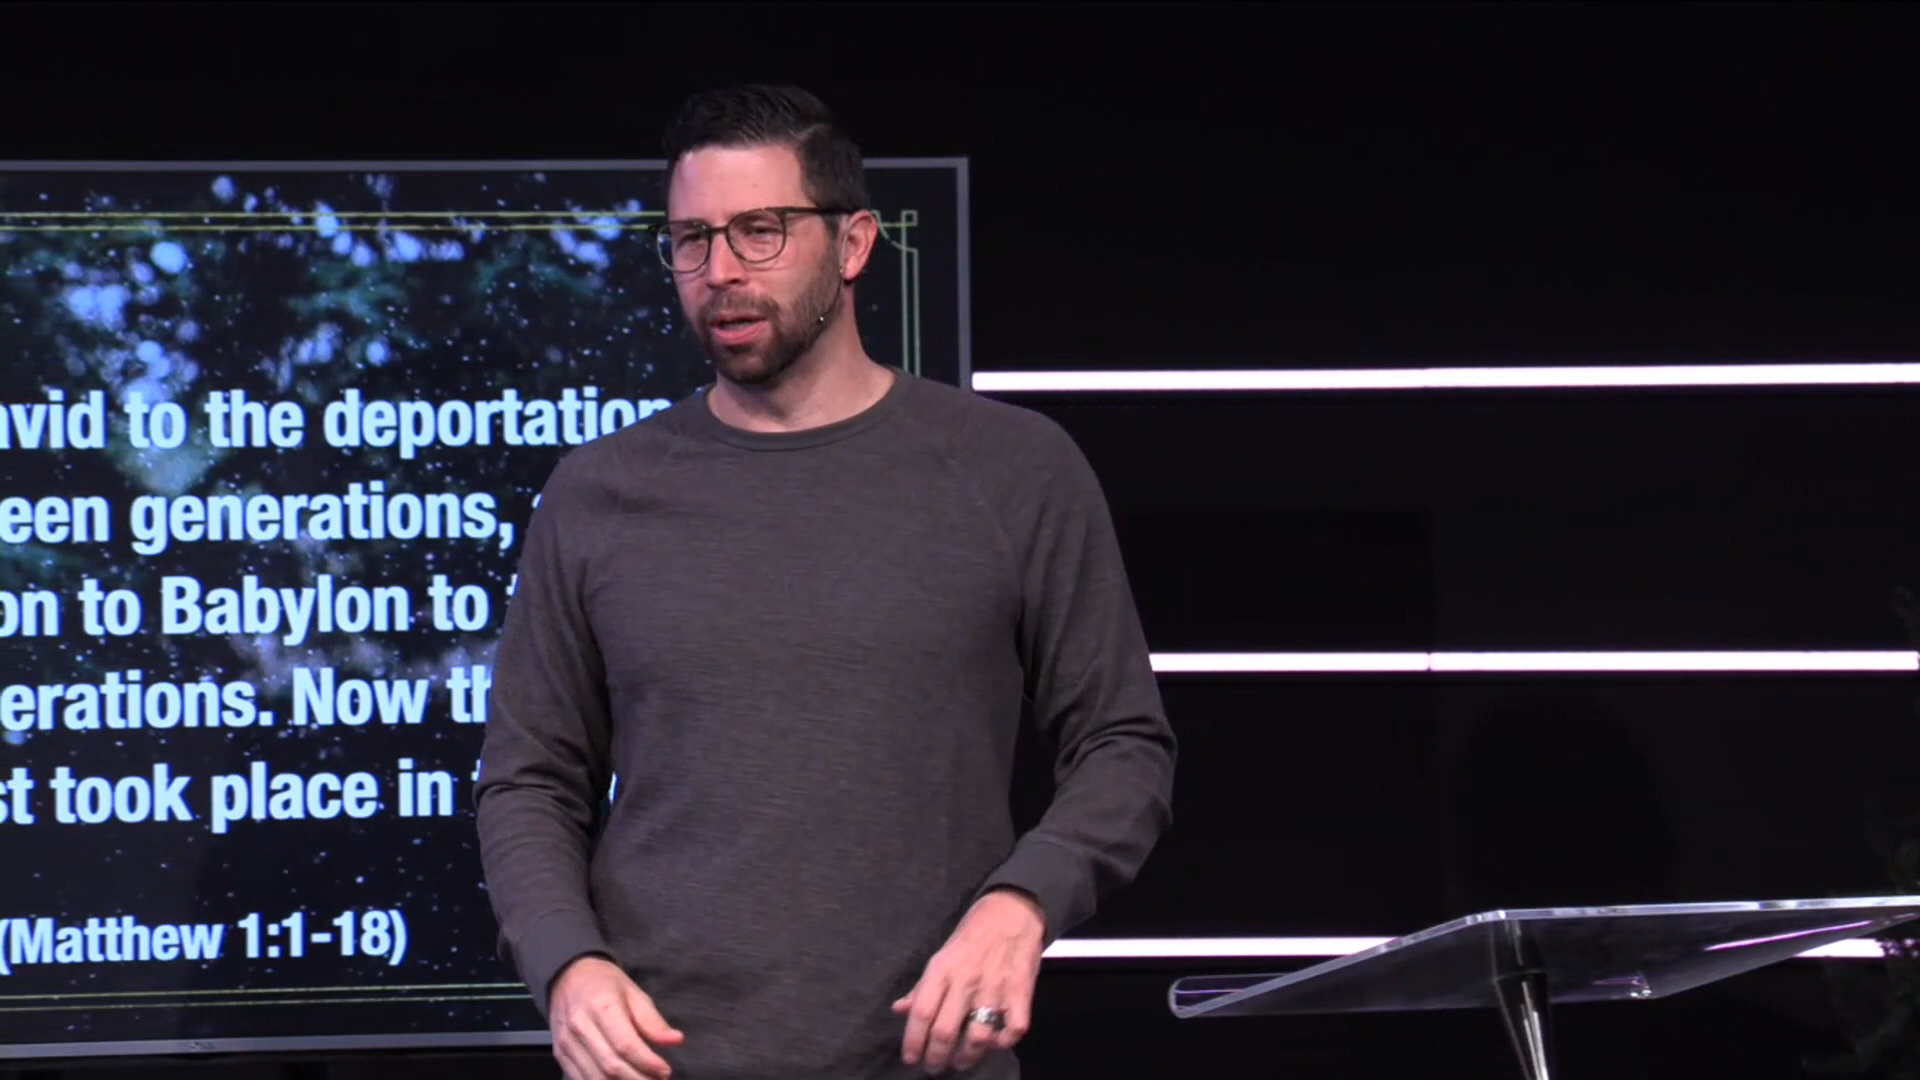 avid to the deportation
een generations,
on to Babylon to
erations. Now th
st took place in
(Matthew 1:1-18)